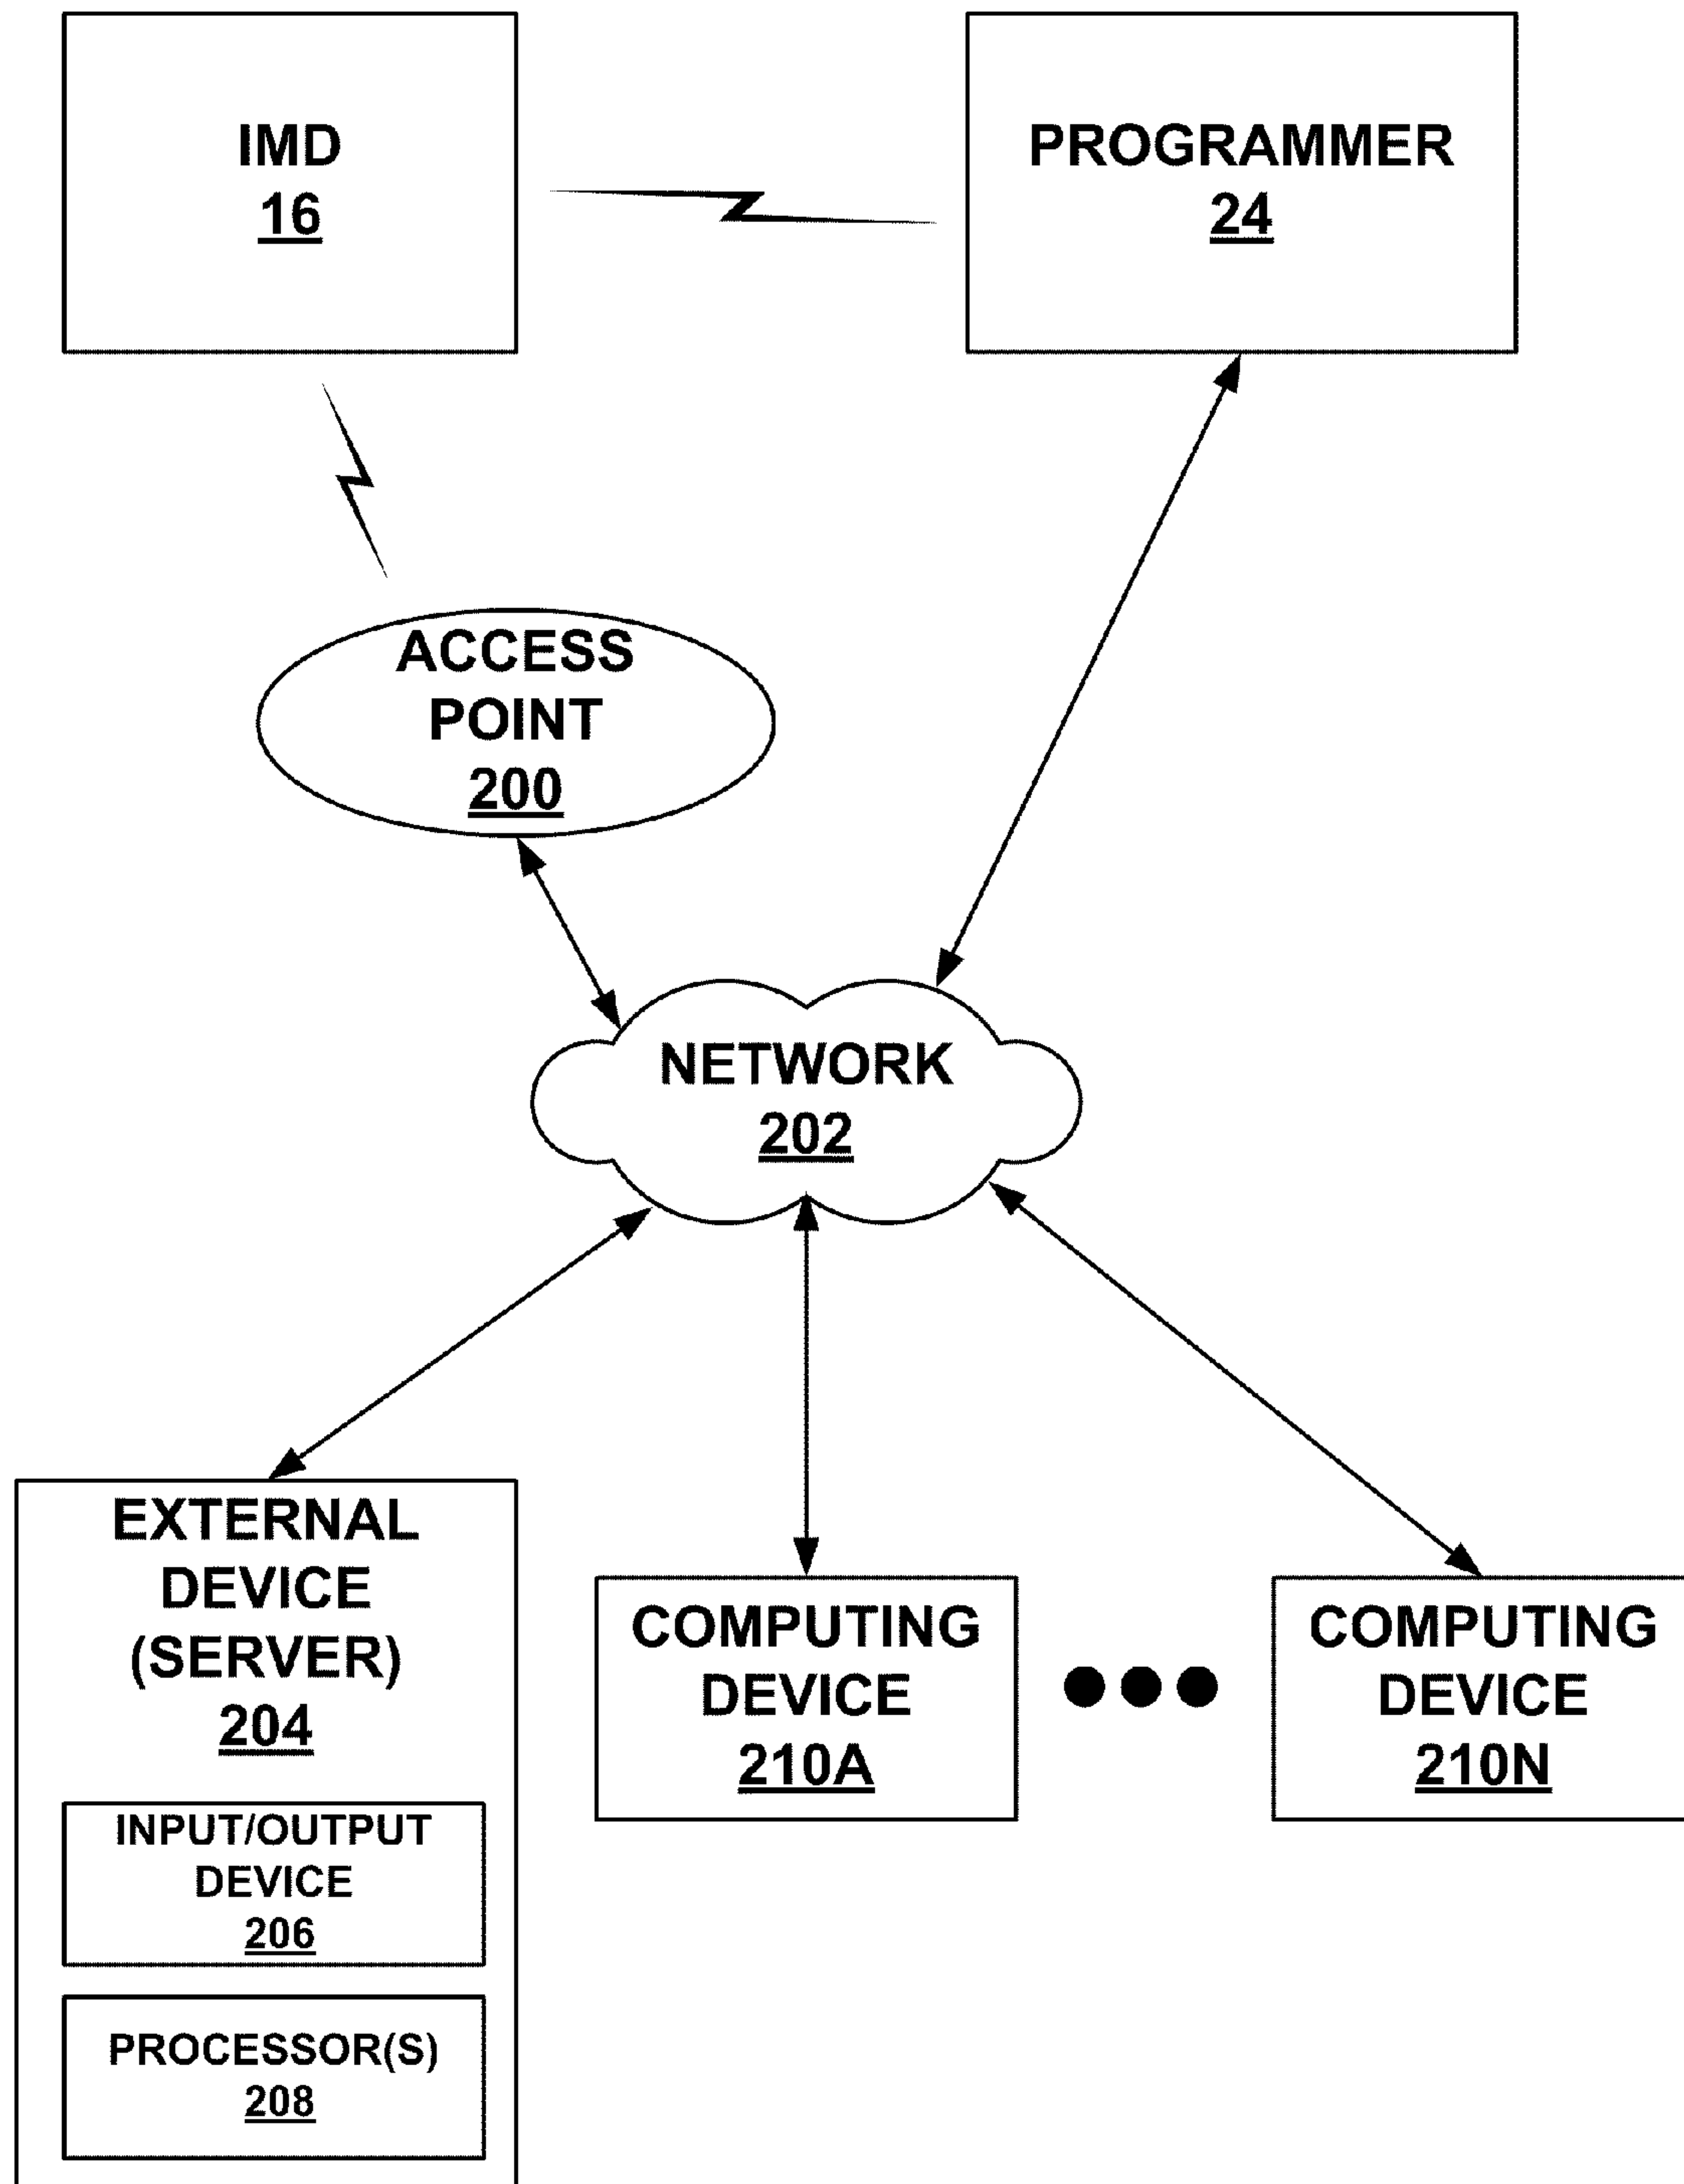 IMD
16
PROGRAMMER
24
ACCESS
POINT
200
NETWORK
202
EXTERNAL
DEVICE
(SERVER)
204
INPUT/OUTPUT
DEVICE
206
PROCESSOR(S)
208
COMPUTING
DEVICE
210A
COMPUTING
DEVICE
210N